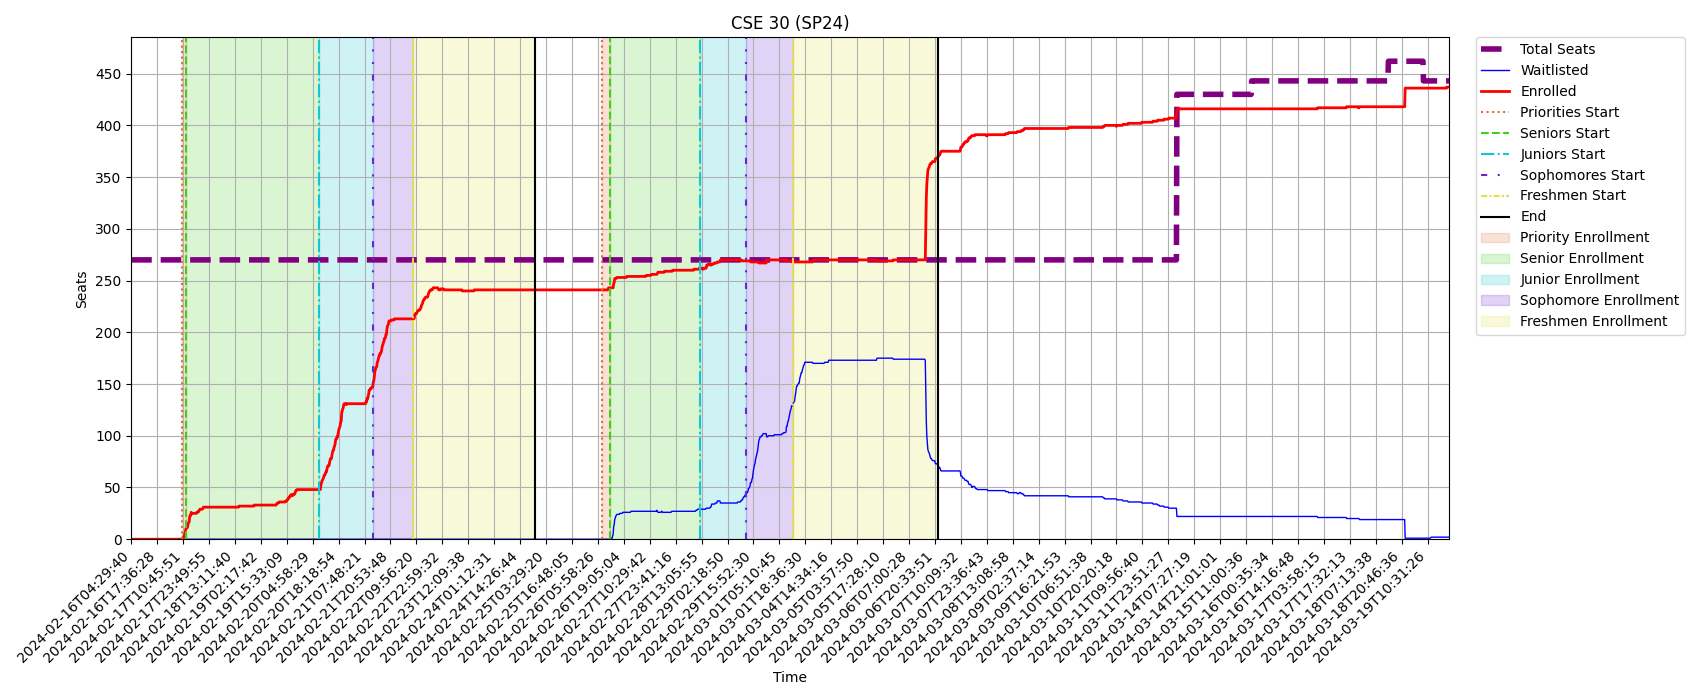 CSE 30 (SP24)
Seats
450
400
350
300
250
200
150
100
50
0
2024-02-16T04:29:40
2024-02-16T17:36:28
2024-02-17T10:45:51
2024-02-17T23:49:55
2024-02-18T13:11:40
2024-02-19T02:17:42
2024-02-19T15:33:09
2024-02-20T04:58:29
2024-02-20T18:18:54
2024-02-21T07:48:21
2024-02-21T20:53:48
2024-02-22T09:56:20
2024-02-22T22:59:32
2024-02-23T12:09:38
2024-02-24T01:12:31
2024-02-24T14:26:44
2024-02-25T03:29:20
2024-02-25T16:48:05
2024-02-26T05:58:26
2024-02-26T19:05:04
2024-02-27T10:29:42
2024-02-27T23:41:16
2024-02-28T13:05:55
2024-02-29T02:18:50
2024-02-29T15:52:30
2024-03-01T05:10:45
2024-03-01T18:36:30
2024-03-04T14:34:16
2024-03-05T03:57:50
2024-03-05T17:28:10
2024-03-06T07:00:28
2024-03-06T20:33:51
2024-03-07T10:09:32
2024-03-07T23:36:43
2024-03-08T13:08:58
2024-03-09T02:37:14
2024-03-09T16:21:53
2024-03-10T06:51:38
2024-03-10T20:20:18
2024-03-11T09:56:40
2024-03-11T23:51:27
2024-03-14T07:27:19
2024-03-14T21:01:01
2024-03-15T11:00:36
2024-03-16T00:35:34
2024-03-16T14:16:48
2024-03-17T03:58:15
2024-03-17T17:32:13
2024-03-18T07:13:38
2024-03-18T20:46:36
2024-03-19T10:31:26
Time
Total Seats
Waitlisted
Enrolled
Priorities Start
Seniors Start
Juniors Start
Sophomores Start
Freshmen Start
End
Priority Enrollment
Senior Enrollment
Junior Enrollment
Sophomore Enrollment
Freshmen Enrollment